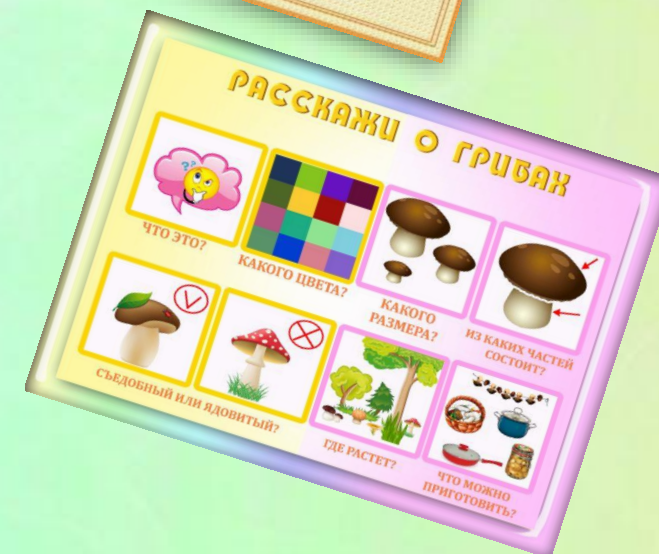 РАССКАЖИ О ГРИБАХ
ЧТО ЭТО?
КАКОГО ЦВЕТА?
КАКОГО
РАЗМЕРА?
ИЗ КАКИХ ЧАСТЕЙ
СОСТОИТ?
СЪЕДОБНЫЙ ИЛИ ЯДОВИТЫЙ?
ГДЕ РАСТЕТ?
ЧТО МОЖНО
ПРИГОТОВИТЬ?